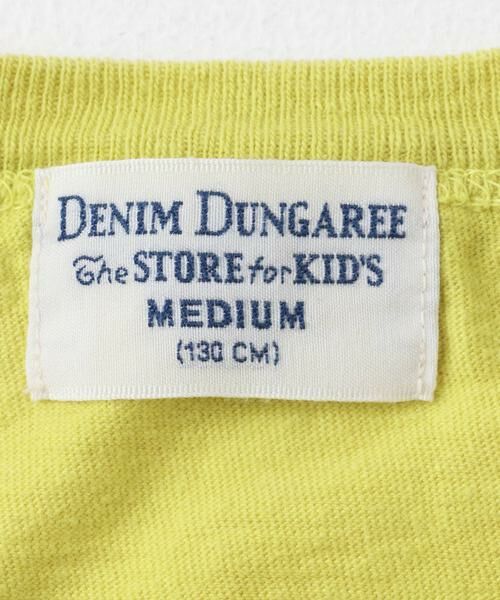 DENIM DUNGAREE
The STORE for KID'S
MEDIUM
(130 CM)